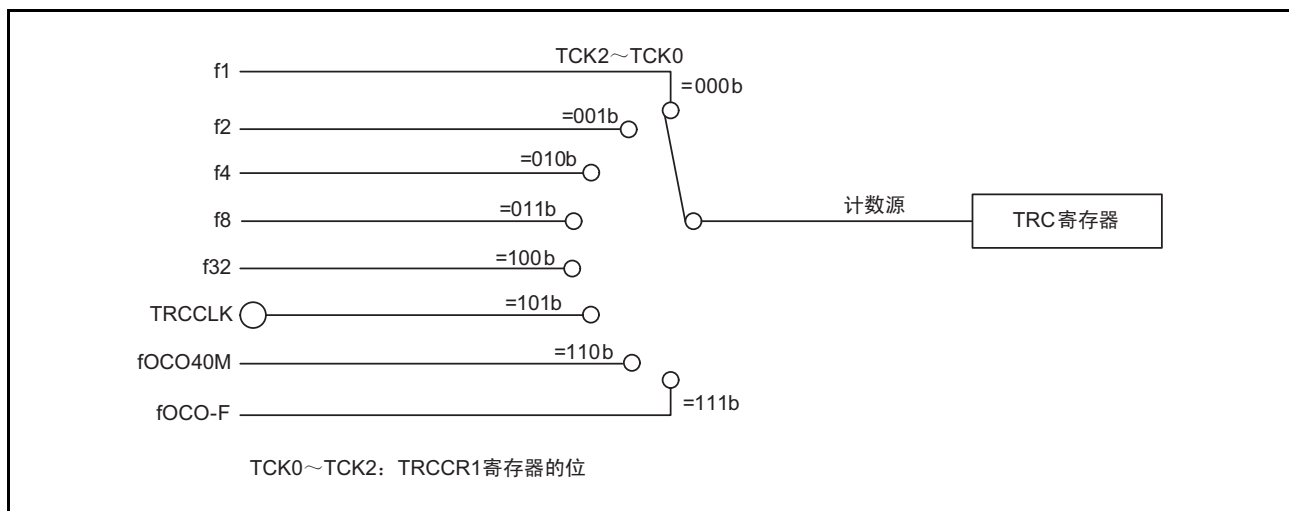 TCK2～TCK0
f1
=000b
f2
=001b
f4
=010b
f8
=011b
计数源
TRC寄存器
f32
=100b
TRCCLK
=101b
fOCO40M
=110b
fOCO-F
=111b
TCK0～TCK2：TRCCR1寄存器的位